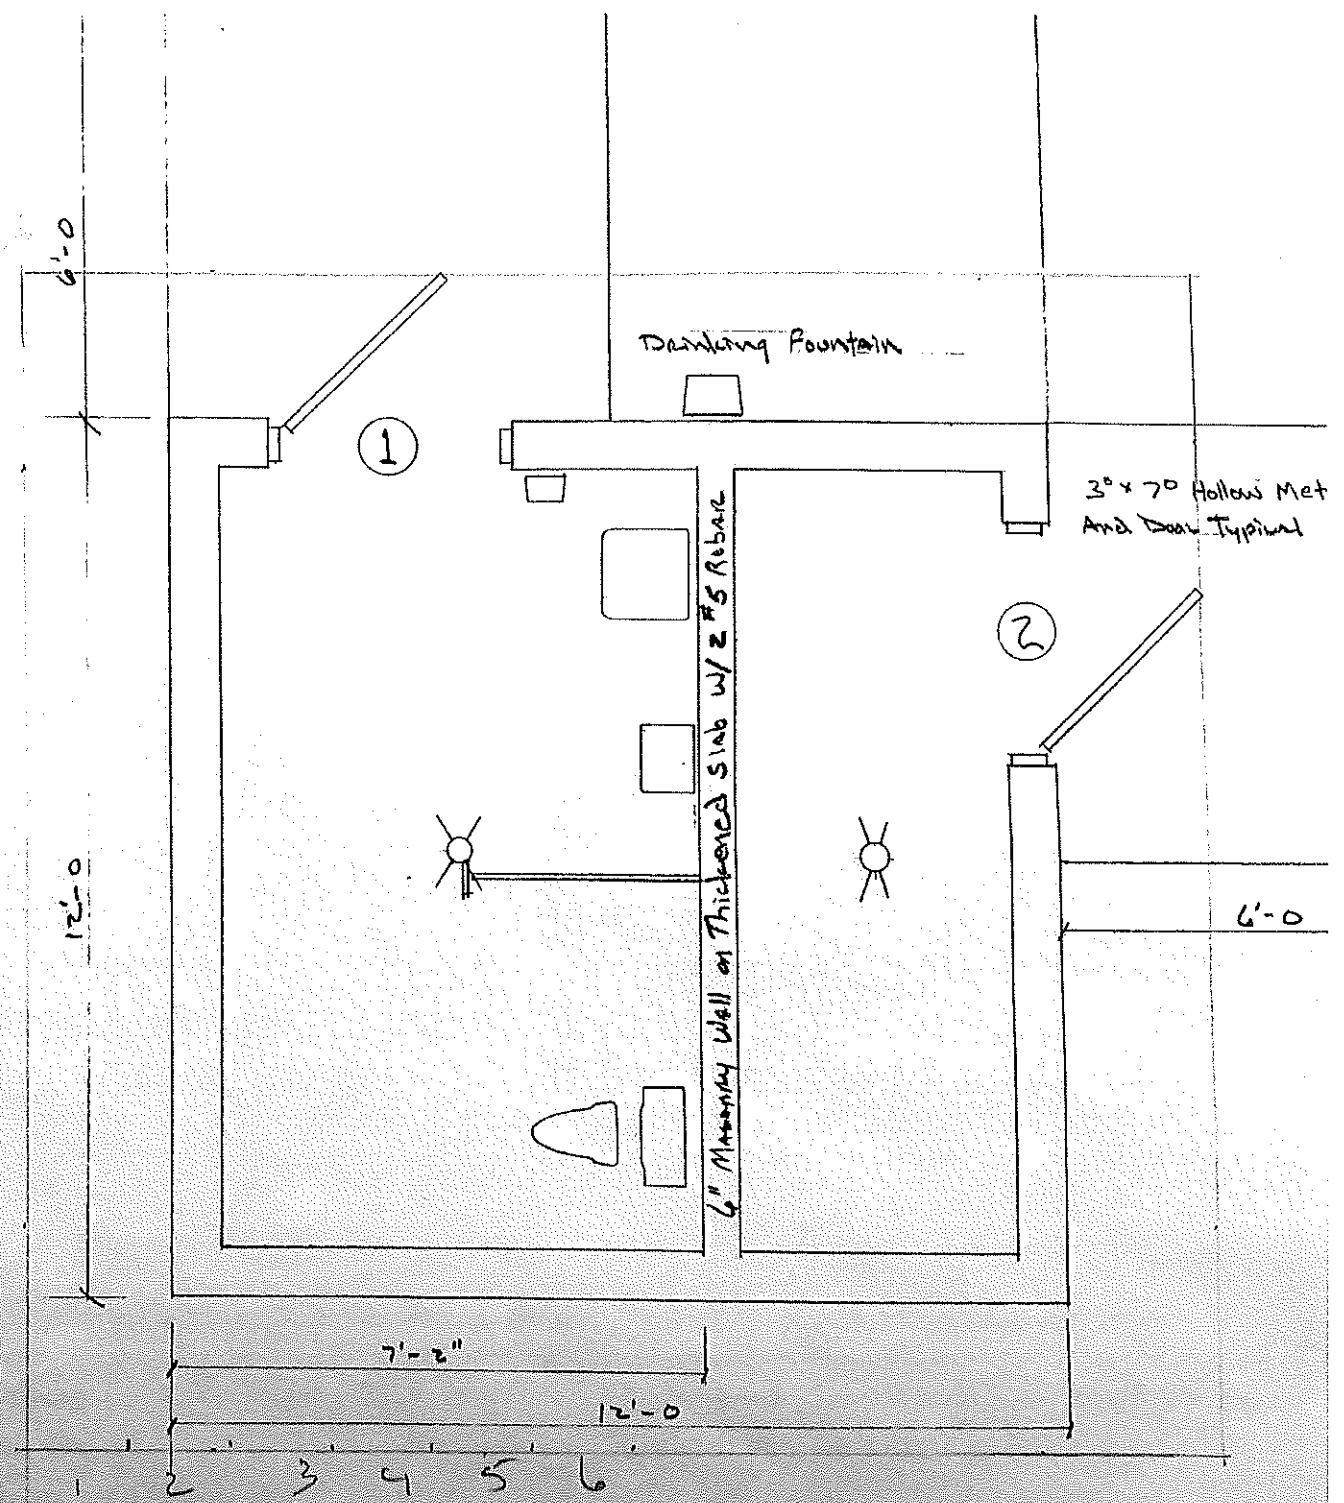 6'-0
Drinking Fountain
1
3° x 7° Hollow Met
And Door Typical
2
6" Masonry Wall on Thickened Slab w/ 2 #5 Rebar
12'-0
6'-0
7'-2"
12'-0
1 2 3 4 5 6